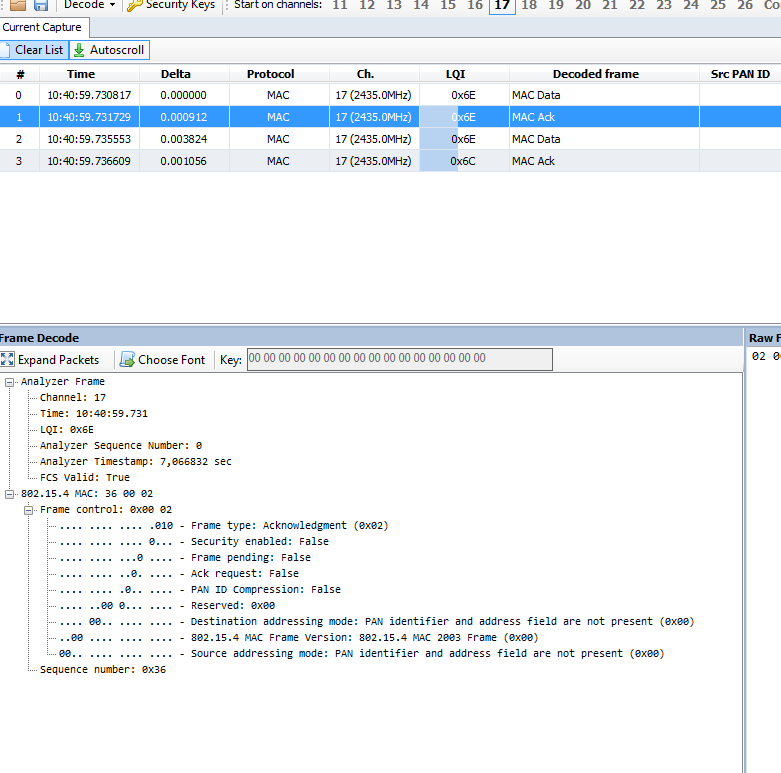 Decode Security Keys Start on channels: 11 12 13 14 15 16 17 18 19 20 21 22 23 24 25 26 Co
Current Capture
Clear List Autoscroll
# Time Delta Protocol Ch. LQI Decoded frame Src PAN ID
0 10:40:59.730817 0.000000 MAC 17 (2435.0MHz) 0x6E MAC Data
1 10:40:59.731729 0.000912 MAC 17 (2435.0MHz) 0x6E MAC Ack
2 10:40:59.735553 0.003824 MAC 17 (2435.0MHz) 0x6E MAC Data
3 10:40:59.736609 0.001056 MAC 17 (2435.0MHz) 0x6C MAC Ack
Frame Decode Raw F
Expand Packets Choose Font Key: 00 00 00 00 00 00 00 00 00 00 00 00 00 00 00 00 02 0
Analyzer Frame
Channel: 17
Time: 10:40:59.731
LQI: 0x6E
Analyzer Sequence Number: 0
Analyzer Timestamp: 7,066832 sec
FCS Valid: True
802.15.4 MAC: 36 00 02
Frame control: 0x00 02
.... .... .... .010 - Frame type: Acknowledgment (0x02)
.... .... .... 0... - Security enabled: False
.... .... ...0 .... - Frame pending: False
.... .... ..0. .... - Ack request: False
.... .... .0.. .... - PAN ID Compression: False
.... ..00 0... .... - Reserved: 0x00
.... 00.. .... .... - Destination addressing mode: PAN identifier and address field are not present (0x00)
..00 .... .... .... - 802.15.4 MAC Frame Version: 802.15.4 MAC 2003 Frame (0x00)
00.. .... .... .... - Source addressing mode: PAN identifier and address field are not present (0x00)
Sequence number: 0x36